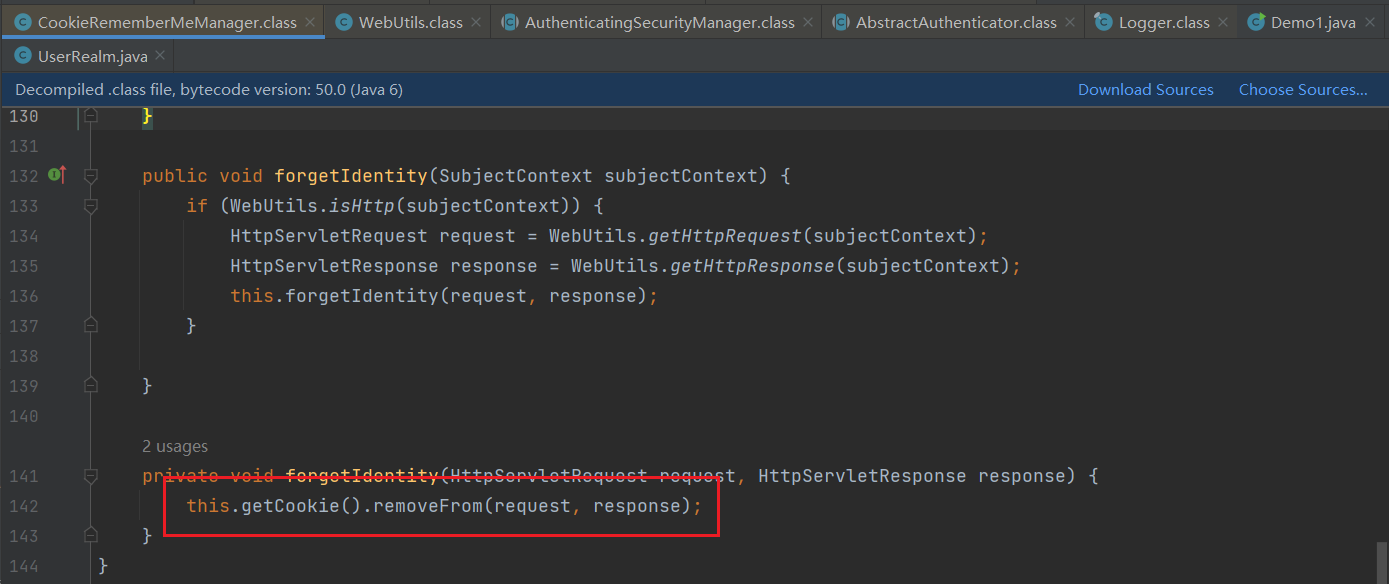 CookieRememberMeManager.class WebUtils.class AuthenticatingSecurityManager.class AbstractAuthenticator.class Logger.class Demo1.java
UserRealm.java
Decompiled .class file, bytecode version: 50.0 (Java 6) Download Sources Choose Sources...
130 }
131
132 public void forgetIdentity(SubjectContext subjectContext) {
133 if (WebUtils.isHttp(subjectContext)) {
134 HttpServletRequest request = WebUtils.getHttpRequest(subjectContext);
135 HttpServletResponse response = WebUtils.getHttpResponse(subjectContext);
136 this.forgetIdentity(request, response);
137 }
138
139 }
140
2 usages
141 private void forgetIdentity(HttpServletRequest request, HttpServletResponse response) {
142 this.getCookie().removeFrom(request, response);
143 }
144 }